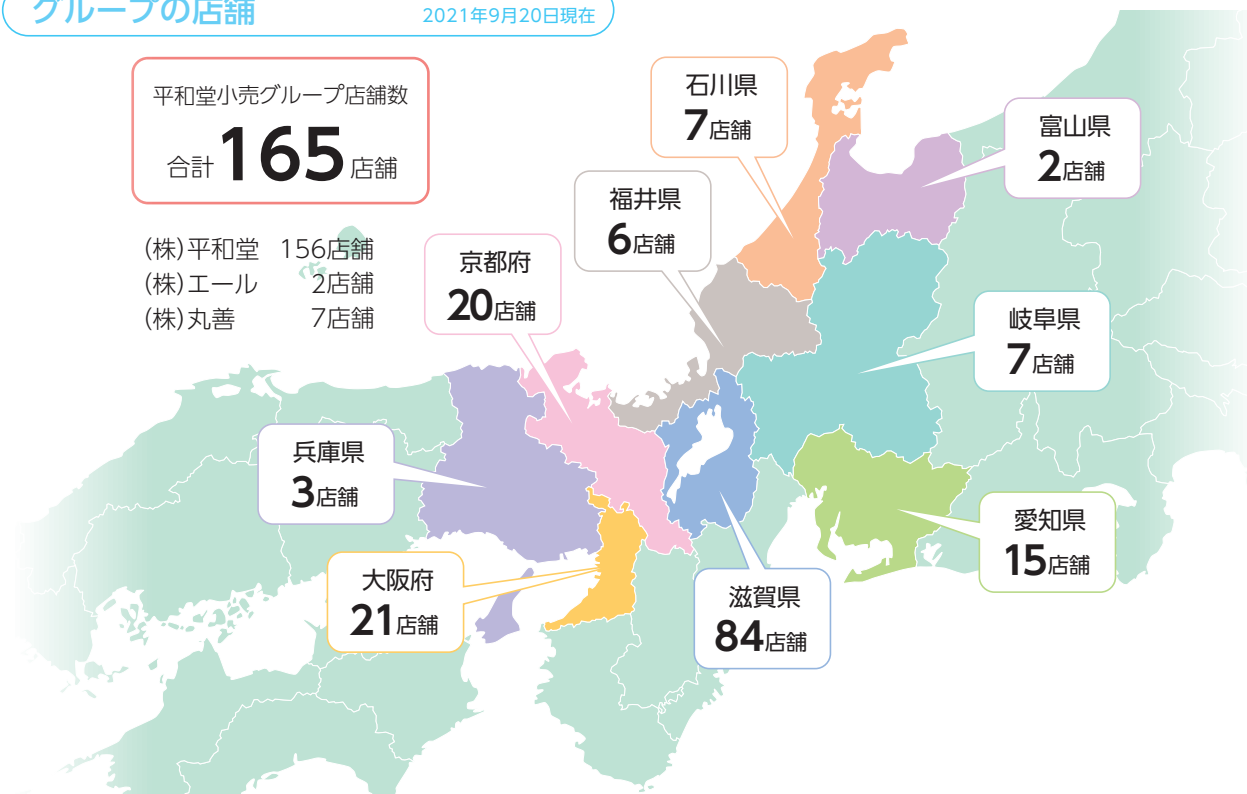 グループの店舗
2021年9月20日現在
平和堂小売グループ店舗数
合計165店舗
(株)平和堂 156店舗
(株)エール 2店舗
(株)丸善 7店舗
石川県
7店舗
富山県
2店舗
福井県
6店舗
京都府
20店舗
岐阜県
7店舗
兵庫県
3店舗
愛知県
15店舗
大阪府
21店舗
滋賀県
84店舗